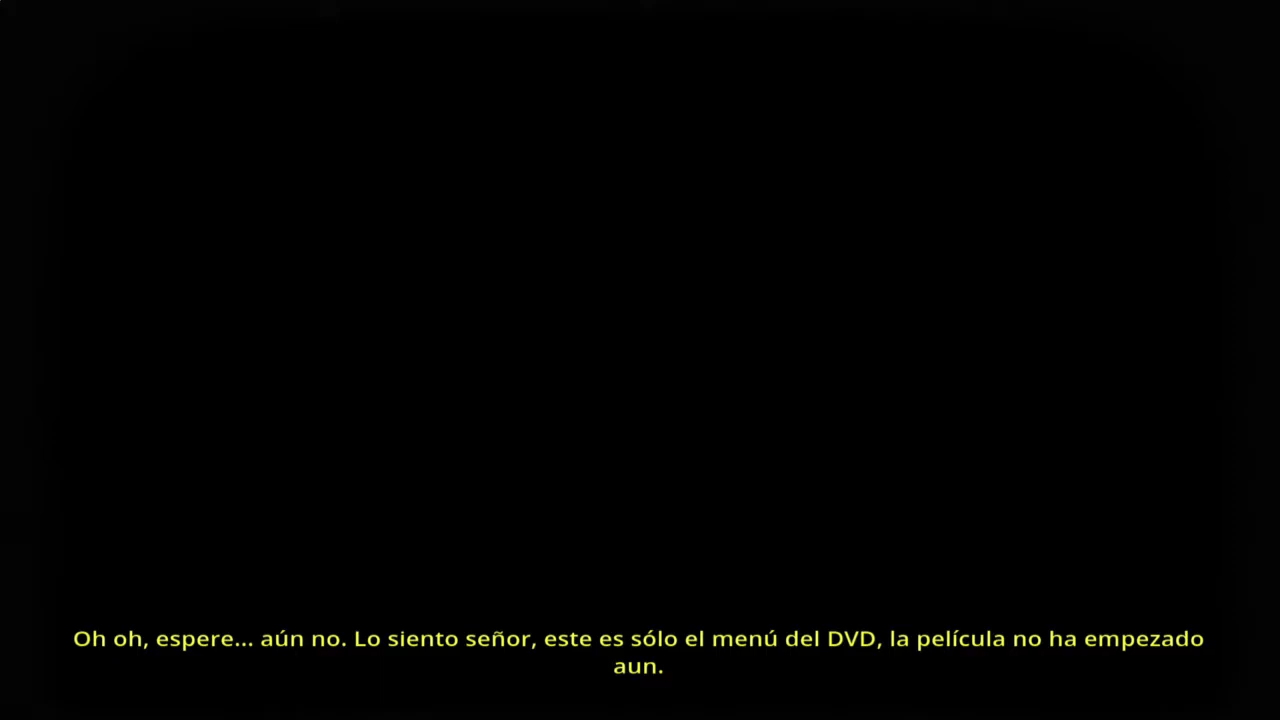 Oh oh, espere... aún no. Lo siento señor, este es sólo el menú del DVD, la película no ha empezado
aun.